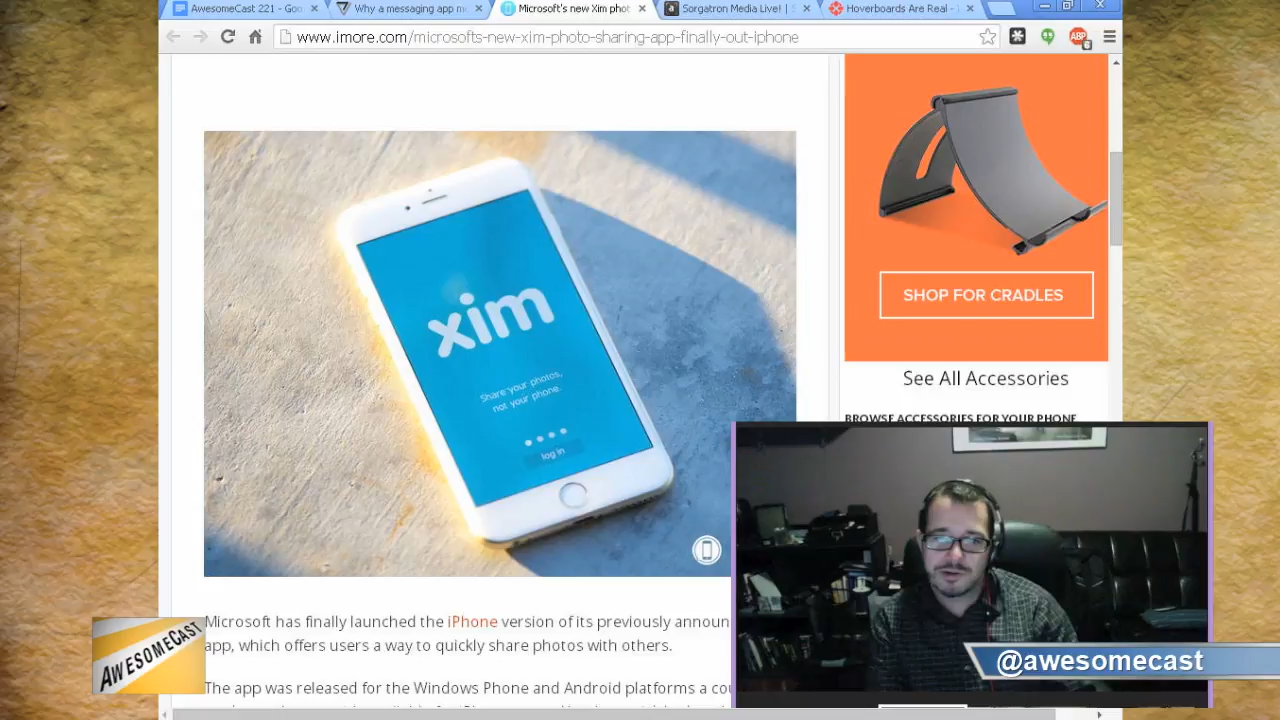 AwesomeCast 221 - Goo
Why a messaging app m
Microsoft's new Xim phot
Sorgatron Media Live! | S
Hoverboards Are Real -
www.imore.com/microsofts-new-xim-photo-sharing-app-finally-out-iphone
ABP
6
xim
Share your photos,
not your phone.
log in
SHOP FOR CRADLES
See All Accessories
BROWSE ACCESSORIES FOR YOUR PHONE
Microsoft has finally launched the iPhone version of its previously announ
app, which offers users a way to quickly share photos with others.
The app was released for the Windows Phone and Android platforms a cou
AWESOMECAST
@awesomecast